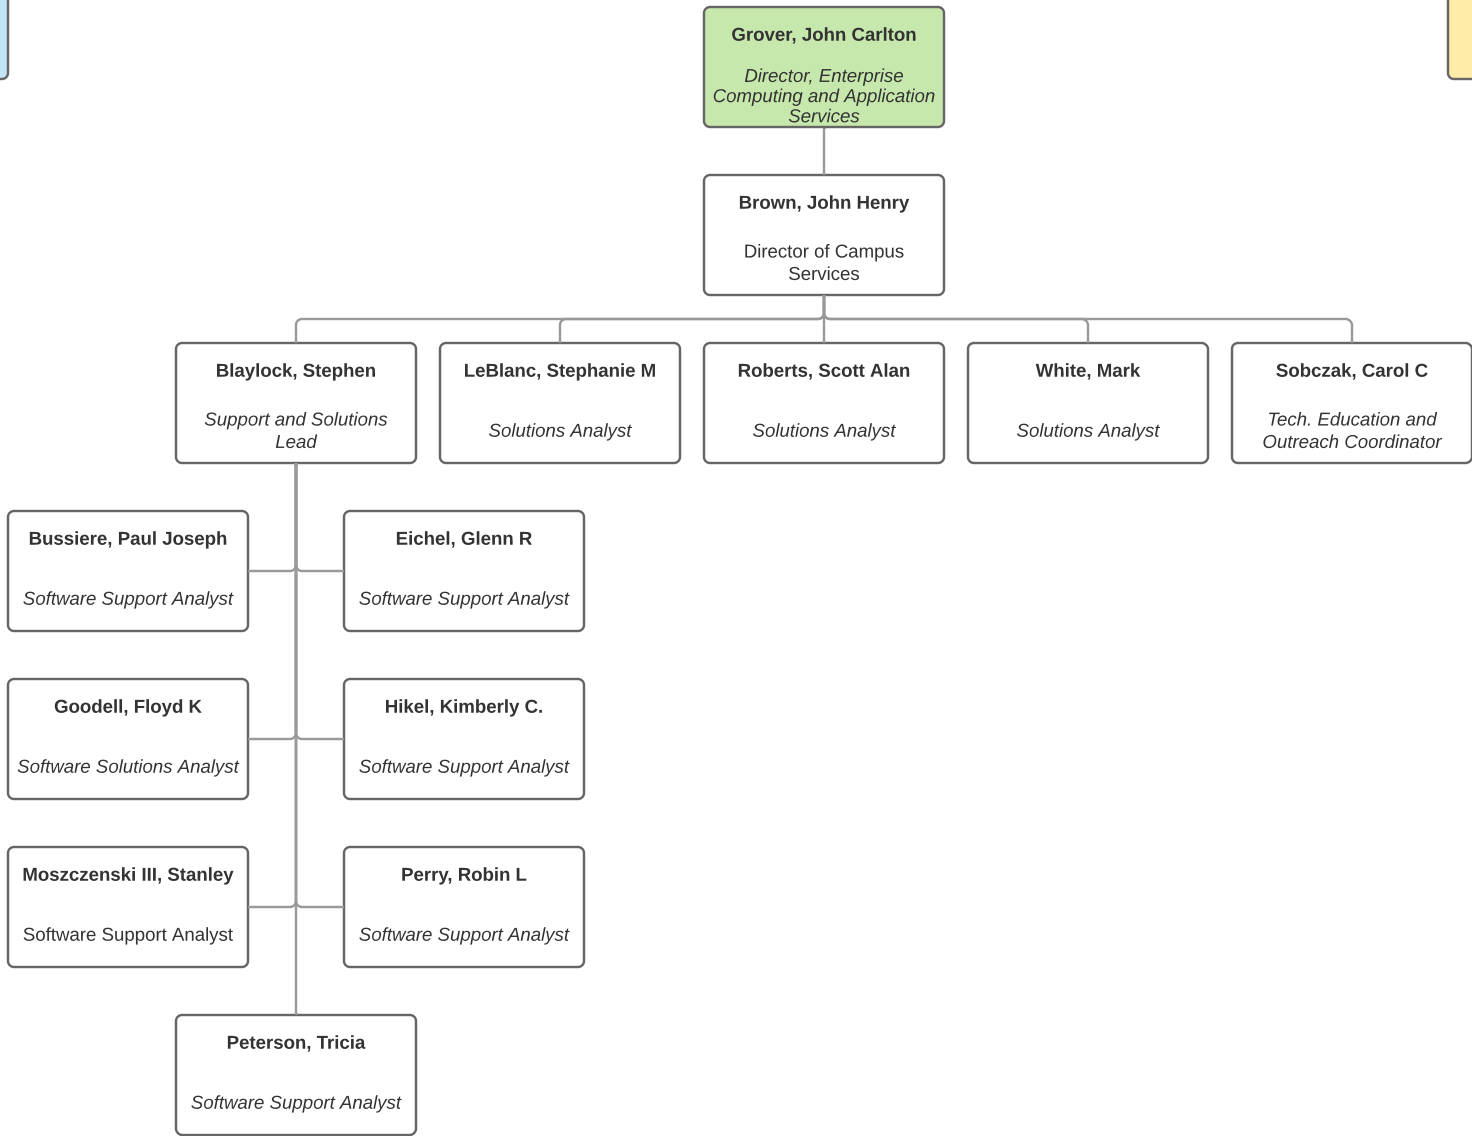 Grover, John Carlton
Director, Enterprise
Computing and Application
Services
Brown, John Henry
Director of Campus
Services
Blaylock, Stephen
Support and Solutions
Lead
LeBlanc, Stephanie M
Solutions Analyst
Roberts, Scott Alan
Solutions Analyst
White, Mark
Solutions Analyst
Sobczak, Carol C
Tech. Education and
Outreach Coordinator
Bussiere, Paul Joseph
Software Support Analyst
Eichel, Glenn R
Software Support Analyst
Goodell, Floyd K
Software Solutions Analyst
Hikel, Kimberly C.
Software Support Analyst
Moszczenski III, Stanley
Software Support Analyst
Perry, Robin L
Software Support Analyst
Peterson, Tricia
Software Support Analyst